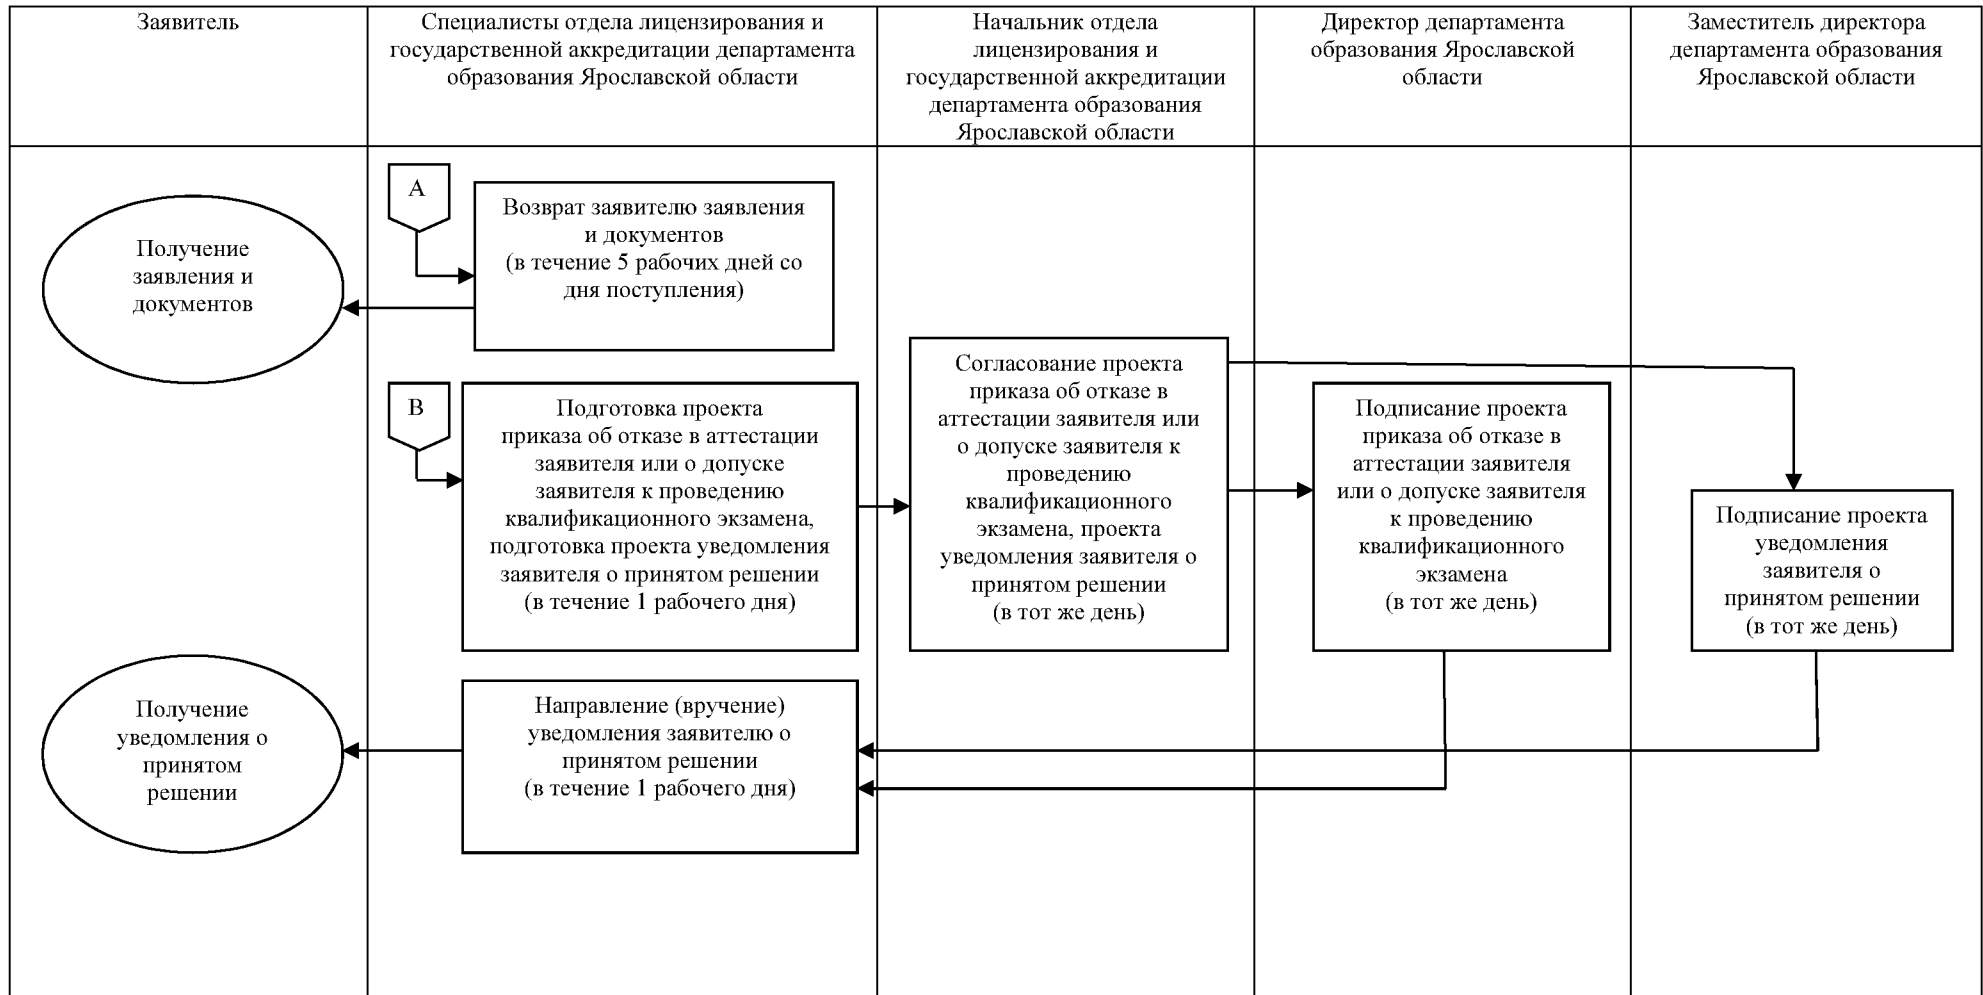 Заявитель
Специалисты отдела лицензирования и
государственной аккредитации департамента
образования Ярославской области
Начальник отдела
лицензирования и
государственной аккредитации
департамента образования
Ярославской области
Директор департамента
образования Ярославской
области
Заместитель директора
департамента образования
Ярославской области
A
Возврат заявителю заявления
и документов
(в течение 5 рабочих дней со
дня поступления)
Получение
заявления и
документов
B
Подготовка проекта
приказа об отказе в аттестации
заявителя или о допуске
заявителя к проведению
квалификационного экзамена,
подготовка проекта уведомления
заявителя о принятом решении
(в течение 1 рабочего дня)
Согласование проекта
приказа об отказе в
аттестации заявителя или
о допуске заявителя к
проведению
квалификационного
экзамена, проекта
уведомления заявителя о
принятом решении
(в тот же день)
Подписание проекта
приказа об отказе в
аттестации заявителя
или о допуске заявителя
к проведению
квалификационного
экзамена
(в тот же день)
Подписание проекта
уведомления
заявителя о
принятом решении
(в тот же день)
Направление (вручение)
уведомления заявителю о
принятом решении
(в течение 1 рабочего дня)
Получение
уведомления о
принятом
решении